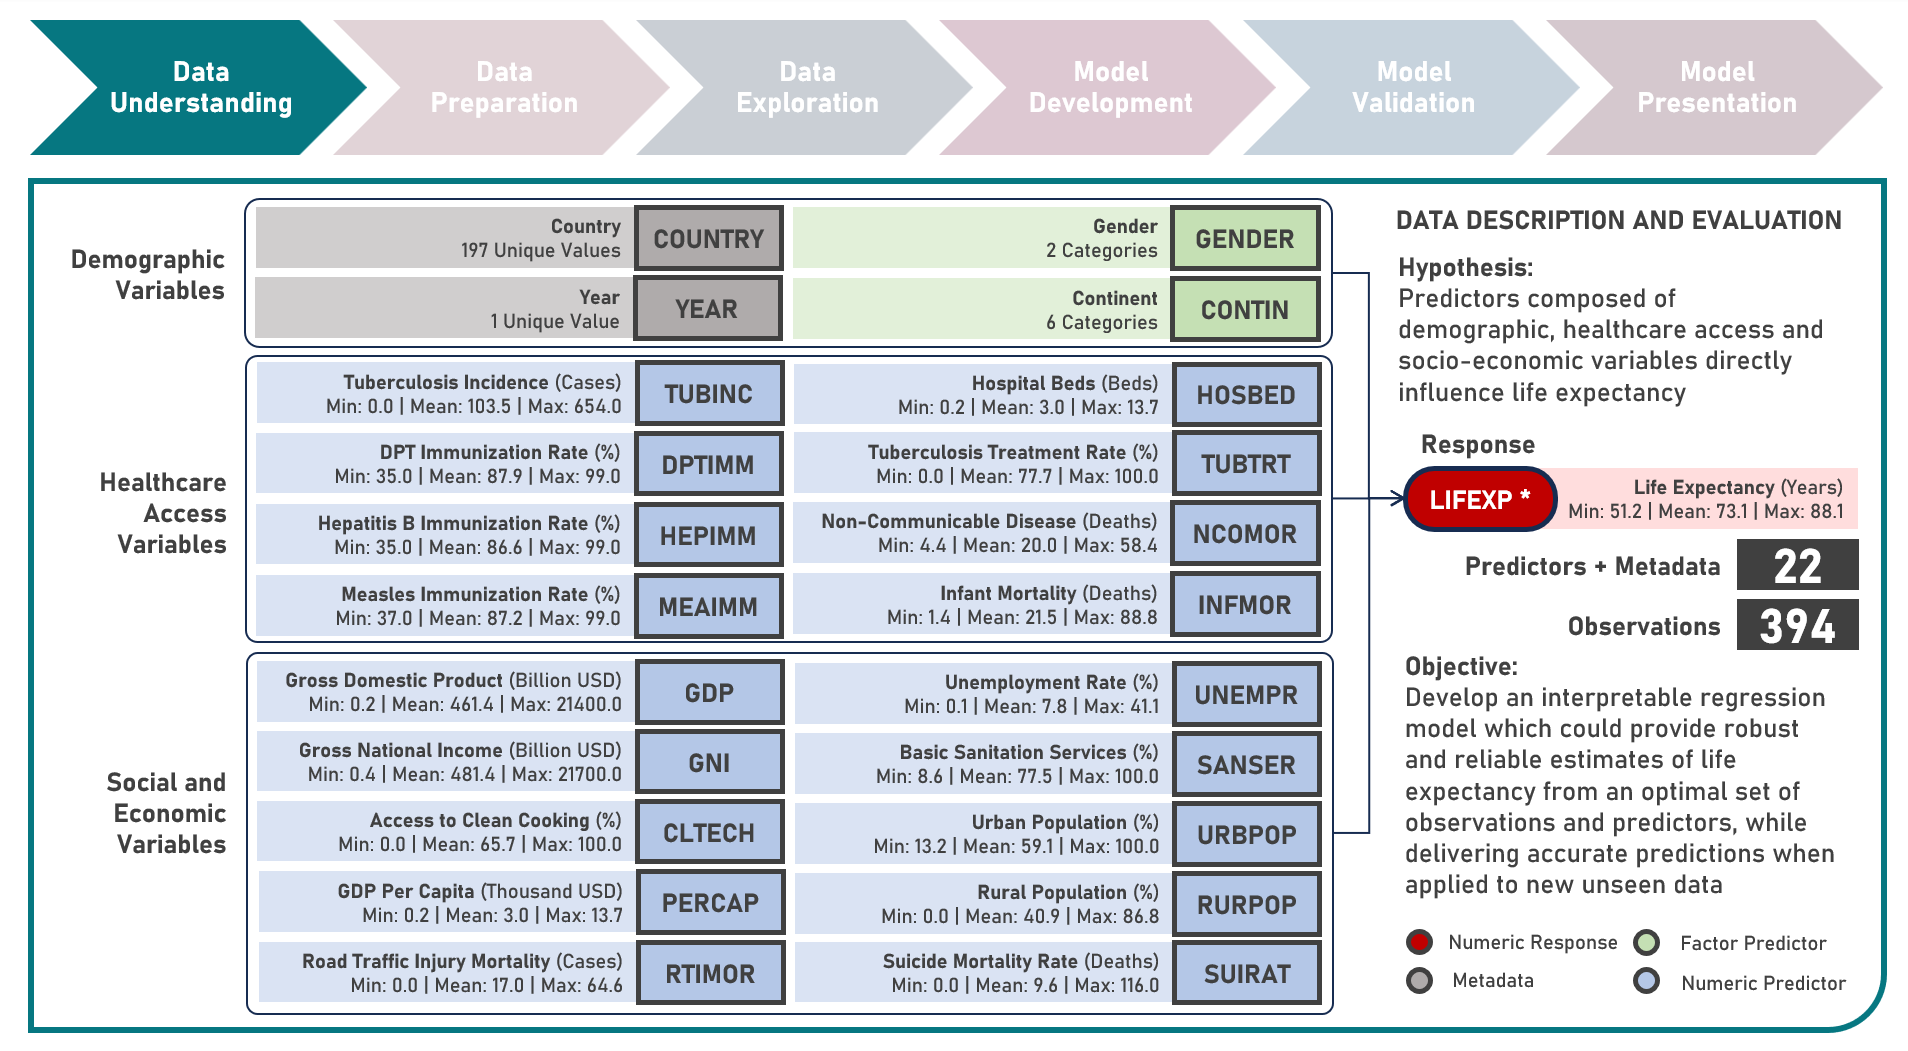 Data
Understanding
Data
Preparation
Data
Exploration
Model
Development
Model
Validation
Model
Presentation
Demographic
Variables
Country
197 Unique Values
COUNTRY
Gender
2 Categories
GENDER
Year
1 Unique Value
YEAR
Continent
6 Categories
CONTIN
Healthcare
Access
Variables
Tuberculosis Incidence (Cases)
Min: 0.0 | Mean: 103.5 | Max: 654.0
TUBINC
Hospital Beds (Beds)
Min: 0.2 | Mean: 3.0 | Max: 13.7
HOSBED
DPT Immunization Rate (%)
Min: 35.0 | Mean: 87.9 | Max: 99.0
DPTIMM
Tuberculosis Treatment Rate (%)
Min: 0.0 | Mean: 77.7 | Max: 100.0
TUBTRT
Hepatitis B Immunization Rate (%)
Min: 35.0 | Mean: 86.6 | Max: 99.0
HEPIMM
Non-Communicable Disease (Deaths)
Min: 4.4 | Mean: 20.0 | Max: 58.4
NCOMOR
Measles Immunization Rate (%)
Min: 37.0 | Mean: 87.2 | Max: 99.0
MEAIMM
Infant Mortality (Deaths)
Min: 1.4 | Mean: 21.5 | Max: 88.8
INFMOR
Social and
Economic
Variables
Gross Domestic Product (Billion USD)
Min: 0.2 | Mean: 461.4 | Max: 21400.0
GDP
Unemployment Rate (%)
Min: 0.1 | Mean: 7.8 | Max: 41.1
UNEMPR
Gross National Income (Billion USD)
Min: 0.4 | Mean: 481.4 | Max: 21700.0
GNI
Basic Sanitation Services (%)
Min: 8.6 | Mean: 77.5 | Max: 100.0
SANSER
Access to Clean Cooking (%)
Min: 0.0 | Mean: 65.7 | Max: 100.0
CLTECH
Urban Population (%)
Min: 13.2 | Mean: 59.1 | Max: 100.0
URBPOP
GDP Per Capita (Thousand USD)
Min: 0.2 | Mean: 3.0 | Max: 13.7
PERCAP
Rural Population (%)
Min: 0.0 | Mean: 40.9 | Max: 86.8
RURPOP
Road Traffic Injury Mortality (Cases)
Min: 0.0 | Mean: 17.0 | Max: 64.6
RTIMOR
Suicide Mortality Rate (Deaths)
Min: 0.0 | Mean: 9.6 | Max: 116.0
SUIRAT
DATA DESCRIPTION AND EVALUATION
Hypothesis:
Predictors composed of
demographic, healthcare access and
socio-economic variables directly
influence life expectancy
Response
LIFEXP *
Life Expectancy (Years)
Min: 51.2 | Mean: 73.1 | Max: 88.1
Predictors + Metadata
22
Observations
394
Objective:
Develop an interpretable regression
model which could provide robust
and reliable estimates of life
expectancy from an optimal set of
observations and predictors, while
delivering accurate predictions when
applied to new unseen data
Numeric Response
Factor Predictor
Metadata
Numeric Predictor